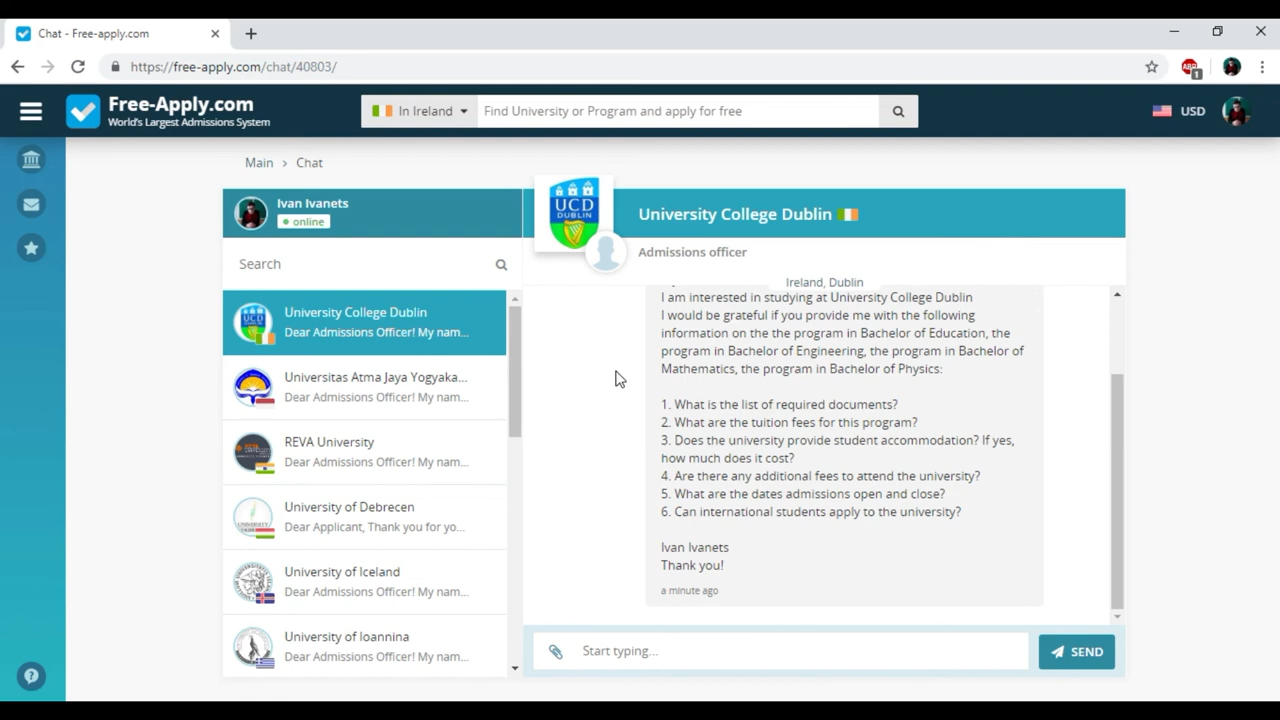 Chat - Free-apply.com
https://free-apply.com/chat/40803/
ABP
1
Free-Apply.com
World's Largest Admissions System
In Ireland
Find University or Program and apply for free
USD
Main > Chat
Ivan Ivanets
online
Search
University College Dublin
Dear Admissions Officer! My nam...
Universitas Atma Jaya Yogyaka...
Dear Admissions Officer! My nam...
REVA University
Dear Admissions Officer! My nam...
University of Debrecen
Dear Applicant, Thank you for yo...
University of Iceland
Dear Admissions Officer! My nam...
University of Ioannina
Dear Admissions Officer! My nam...
UCD
DUBLIN
University College Dublin
Admissions officer
Ireland, Dublin
I am interested in studying at University College Dublin
I would be grateful if you provide me with the following
information on the the program in Bachelor of Education, the
program in Bachelor of Engineering, the program in Bachelor of
Mathematics, the program in Bachelor of Physics:
1. What is the list of required documents?
2. What are the tuition fees for this program?
3. Does the university provide student accommodation? If yes,
how much does it cost?
4. Are there any additional fees to attend the university?
5. What are the dates admissions open and close?
6. Can international students apply to the university?
Ivan Ivanets
Thank you!
a minute ago
Start typing...
SEND